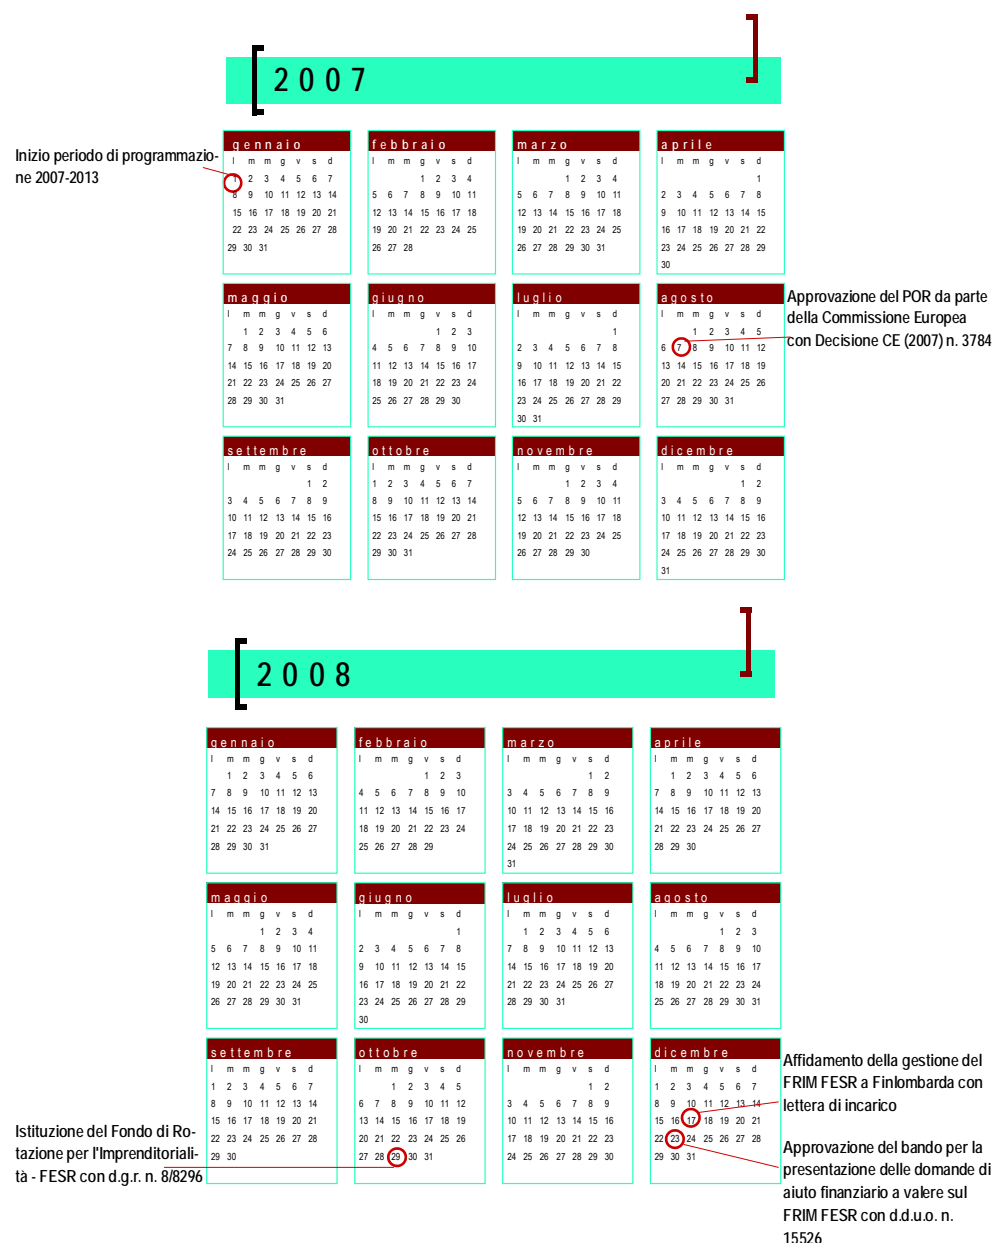 2007
Inizio periodo di programmazio-
ne 2007-2013
gennaio
l m m g v s d
1 2 3 4 5 6 7
8 9 10 11 12 13 14
15 16 17 18 19 20 21
22 23 24 25 26 27 28
29 30 31
febbraio
l m m g v s d
1 2 3 4
5 6 7 8 9 10 11
12 13 14 15 16 17 18
19 20 21 22 23 24 25
26 27 28
marzo
l m m g v s d
1 2 3 4
5 6 7 8 9 10 11
12 13 14 15 16 17 18
19 20 21 22 23 24 25
26 27 28 29 30 31
aprile
l m m g v s d
1
2 3 4 5 6 7 8
9 10 11 12 13 14 15
16 17 18 19 20 21 22
23 24 25 26 27 28 29
30
maggio
l m m g v s d
1 2 3 4 5 6
7 8 9 10 11 12 13
14 15 16 17 18 19 20
21 22 23 24 25 26 27
28 29 30 31
giugno
l m m g v s d
1 2 3
4 5 6 7 8 9 10
11 12 13 14 15 16 17
18 19 20 21 22 23 24
25 26 27 28 29 30
luglio
l m m g v s d
1
2 3 4 5 6 7 8
9 10 11 12 13 14 15
16 17 18 19 20 21 22
23 24 25 26 27 28 29
30 31
agosto
l m m g v s d
1 2 3 4 5
6 7 8 9 10 11 12
13 14 15 16 17 18 19
20 21 22 23 24 25 26
27 28 29 30 31
Approvazione del POR da parte
della Commissione Europea
con Decisione CE (2007) n. 3784
settembre
l m m g v s d
1 2
3 4 5 6 7 8 9
10 11 12 13 14 15 16
17 18 19 20 21 22 23
24 25 26 27 28 29 30
ottobre
l m m g v s d
1 2 3 4 5 6 7
8 9 10 11 12 13 14
15 16 17 18 19 20 21
22 23 24 25 26 27 28
29 30 31
novembre
l m m g v s d
1 2 3 4
5 6 7 8 9 10 11
12 13 14 15 16 17 18
19 20 21 22 23 24 25
26 27 28 29 30
dicembre
l m m g v s d
1 2
3 4 5 6 7 8 9
10 11 12 13 14 15 16
17 18 19 20 21 22 23
24 25 26 27 28 29 30
31
2008
gennaio
l m m g v s d
1 2 3 4 5 6
7 8 9 10 11 12 13
14 15 16 17 18 19 20
21 22 23 24 25 26 27
28 29 30 31
febbraio
l m m g v s d
1 2 3
4 5 6 7 8 9 10
11 12 13 14 15 16 17
18 19 20 21 22 23 24
25 26 27 28 29
marzo
l m m g v s d
1 2
3 4 5 6 7 8 9
10 11 12 13 14 15 16
17 18 19 20 21 22 23
24 25 26 27 28 29 30
31
aprile
l m m g v s d
1 2 3 4 5 6
7 8 9 10 11 12 13
14 15 16 17 18 19 20
21 22 23 24 25 26 27
28 29 30
maggio
l m m g v s d
1 2 3 4
5 6 7 8 9 10 11
12 13 14 15 16 17 18
19 20 21 22 23 24 25
26 27 28 29 30 31
giugno
l m m g v s d
1
2 3 4 5 6 7 8
9 10 11 12 13 14 15
16 17 18 19 20 21 22
23 24 25 26 27 28 29
30
luglio
l m m g v s d
1 2 3 4 5 6
7 8 9 10 11 12 13
14 15 16 17 18 19 20
21 22 23 24 25 26 27
28 29 30 31
agosto
l m m g v s d
1 2 3
4 5 6 7 8 9 10
11 12 13 14 15 16 17
18 19 20 21 22 23 24
25 26 27 28 29 30 31
settembre
l m m g v s d
1 2 3 4 5 6 7
8 9 10 11 12 13 14
15 16 17 18 19 20 21
22 23 24 25 26 27 28
29 30
Istituzione del Fondo di Ro-
tazione per l'Imprenditoriali-
tà - FESR con d.g.r. n. 8/8296
ottobre
l m m g v s d
1 2 3 4 5
6 7 8 9 10 11 12
13 14 15 16 17 18 19
20 21 22 23 24 25 26
27 28 29 30 31
novembre
l m m g v s d
1 2
3 4 5 6 7 8 9
10 11 12 13 14 15 16
17 18 19 20 21 22 23
24 25 26 27 28 29 30
dicembre
l m m g v s d
1 2 3 4 5 6 7
8 9 10 11 12 13 14
15 16 17 18 19 20 21
22 23 24 25 26 27 28
29 30 31
Affidamento della gestione del
FRIM FESR a Finlombarda con
lettera di incarico
Approvazione del bando per la
presentazione delle domande di
aiuto finanziario a valere sul
FRIM FESR con d.d.u.o. n.
15526